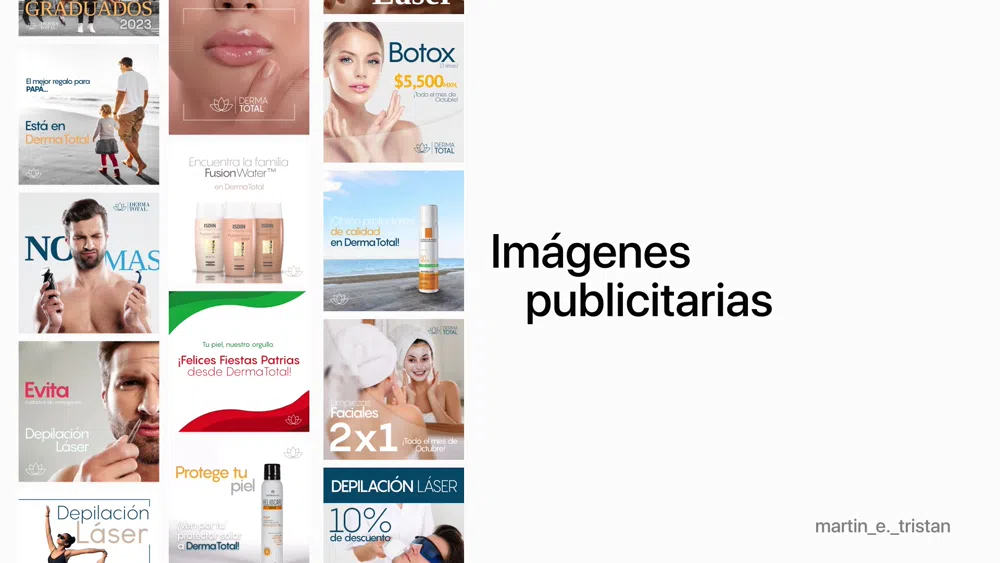 GRADUADOS
2023
El mejor regalo para
PAPÁ...
Está en
DermaTotal
DERMA
TOTAL
NO MAS
Evita
Depilación
Láser
Depilación
Láser
DERMA
TOTAL
Encuentra la familia
FusionWater™
en DermaTotal
ISDIN
ISDIN
ISDIN
Tu piel, nuestro orgullo.
¡Felices Fiestas Patrias
desde DermaTotal!
Protege tu
piel
¡Ven por tu
protector solar
a DermaTotal!
HELIOCARE
Láser
Botox
$5,500
¡Todo el mes de
Octubre!
DERMA
TOTAL
de calidad
en DermaTotal!
DERMA
TOTAL
Limpiezas
Faciales
2x1 ¡Todo el mes de
Octubre!
DEPILACIÓN LÁSER
10%
de descuento
Imágenes
publicitarias
martin_e._tristan